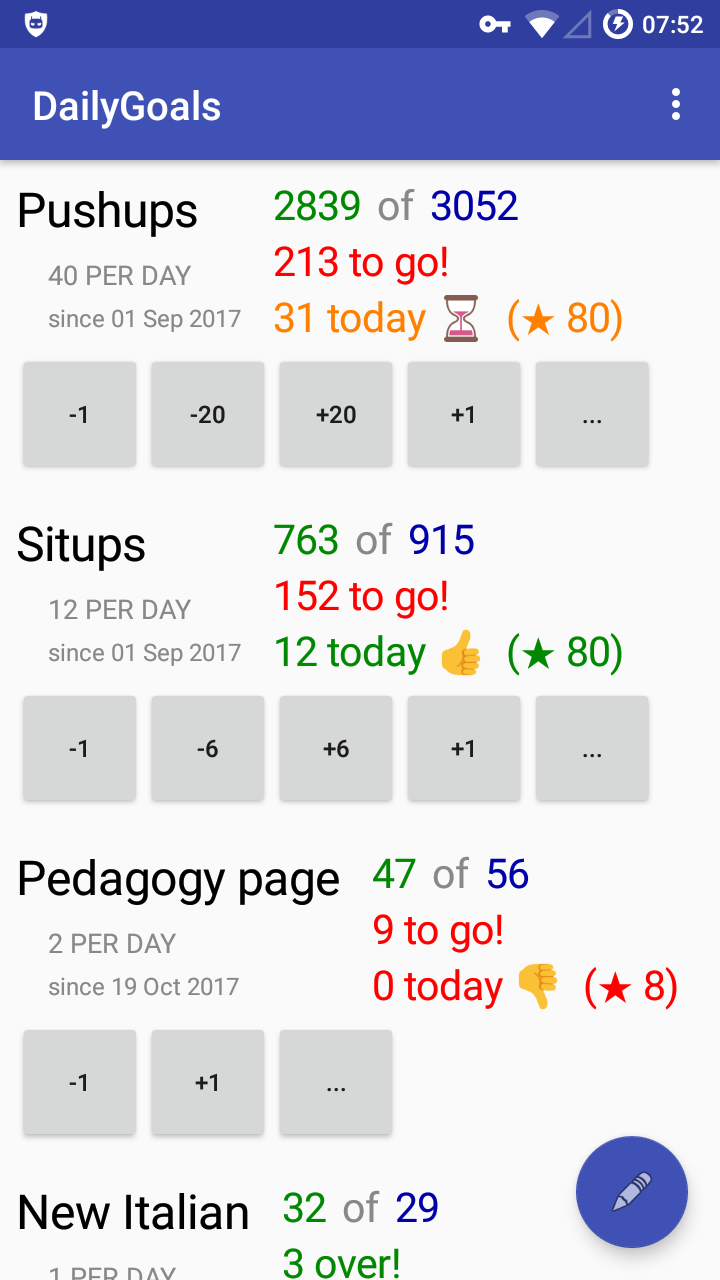 07:52
DailyGoals
Pushups
2839 of 3052
213 to go!
40 PER DAY
since 01 Sep 2017
31 today ⏳ (★ 80)
-1 -20 +20 +1 ...
Situps
763 of 915
152 to go!
12 PER DAY
since 01 Sep 2017
12 today 👍 (★ 80)
-1 -6 +6 +1 ...
Pedagogy page
47 of 56
9 to go!
2 PER DAY
since 19 Oct 2017
0 today 👎 (★ 8)
-1 +1 ...
New Italian
32 of 29
3 over!
1 PER DAY